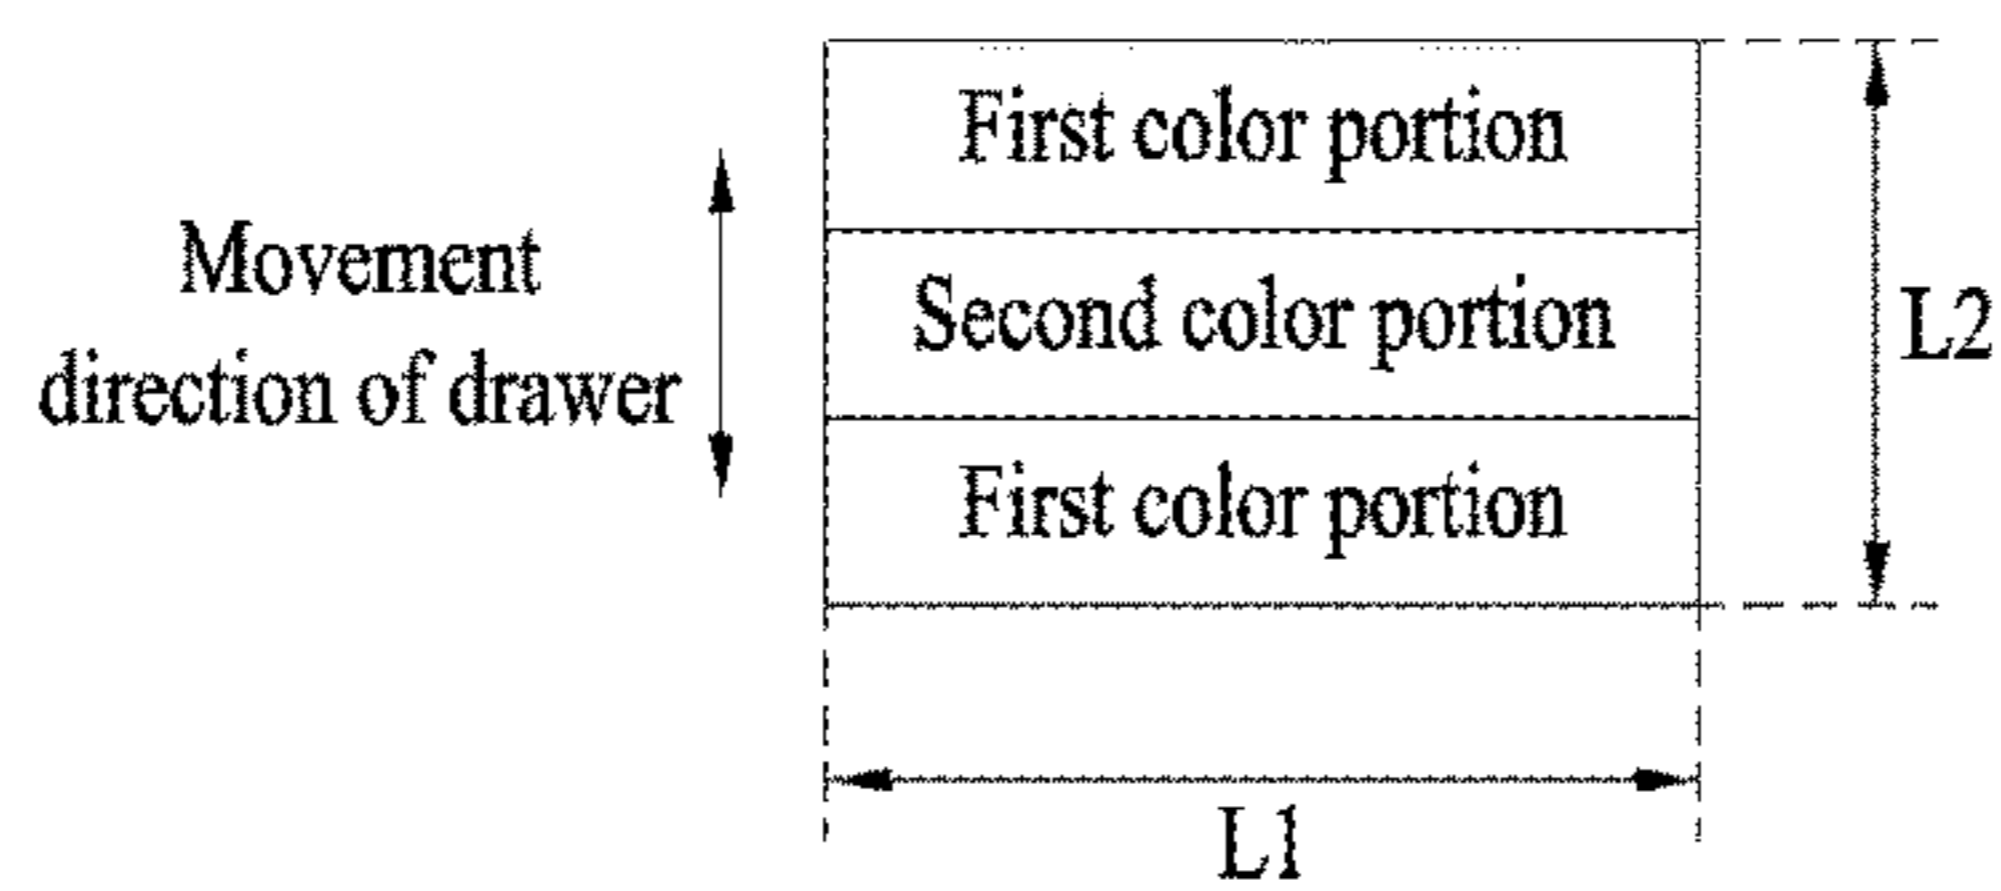 First color portion
Movement
direction of drawer
Second color portion
L2
First color portion
L1